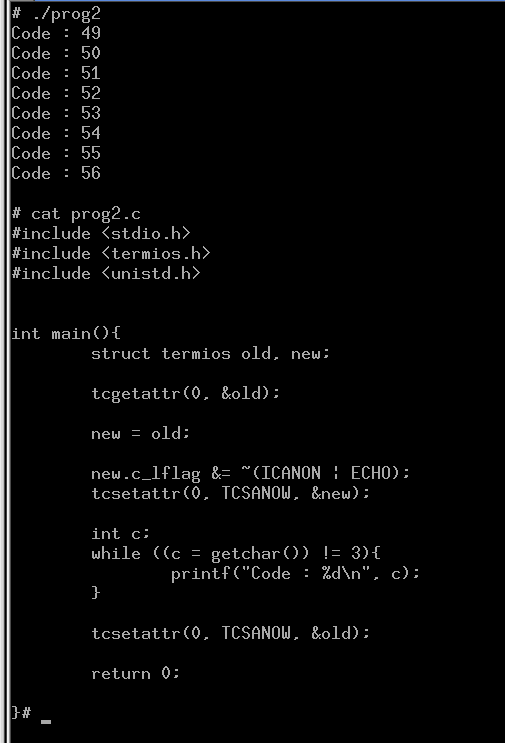 # ./prog2
Code : 49
Code : 50
Code : 51
Code : 52
Code : 53
Code : 54
Code : 55
Code : 56
# cat prog2.c
#include <stdio.h>
#include <termios.h>
#include <unistd.h>
int main(){
struct termios old, new;
tcgetattr(0, &old);
new = old;
new.c_lflag &= ~(ICANON | ECHO);
tcsetattr(0, TCSANOW, &new);
int c;
while ((c = getchar()) != 3){
printf("Code : %d\n", c);
}
tcsetattr(0, TCSANOW, &old);
return 0;
}# _